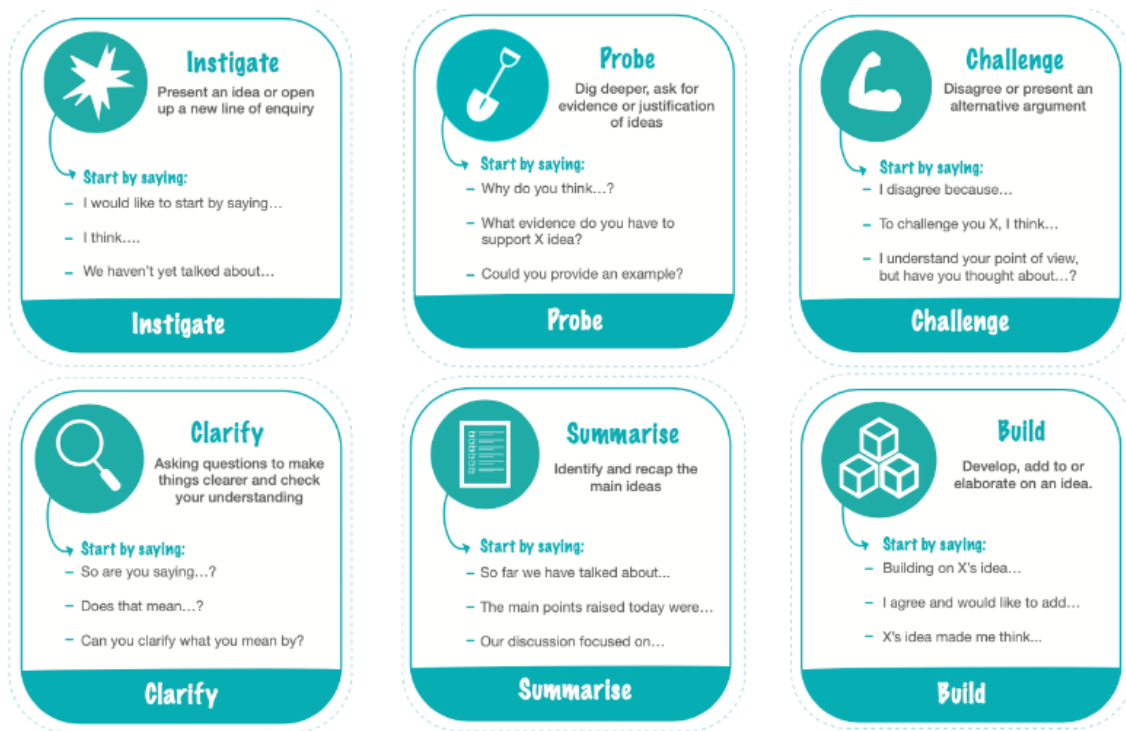 Instigate
Present an idea or open
up a new line of enquiry
Start by saying:
– I would like to start by saying...
– I think....
– We haven't yet talked about...
Instigate
Probe
Dig deeper, ask for
evidence or justification
of ideas
Start by saying:
– Why do you think...?
– What evidence do you have to
support X idea?
– Could you provide an example?
Probe
Challenge
Disagree or present an
alternative argument
Start by saying:
– I disagree because...
– To challenge you X, I think...
– I understand your point of view,
but have you thought about...?
Challenge
Clarify
Asking questions to make
things clearer and check
your understanding
Start by saying:
– So are you saying...?
– Does that mean...?
– Can you clarify what you mean by?
Clarify
Summarise
Identify and recap the
main ideas
Start by saying:
– So far we have talked about...
– The main points raised today were...
– Our discussion focused on...
Summarise
Build
Develop, add to or
elaborate on an idea.
Start by saying:
– Building on X's idea...
– I agree and would like to add...
– X's idea made me think...
Build